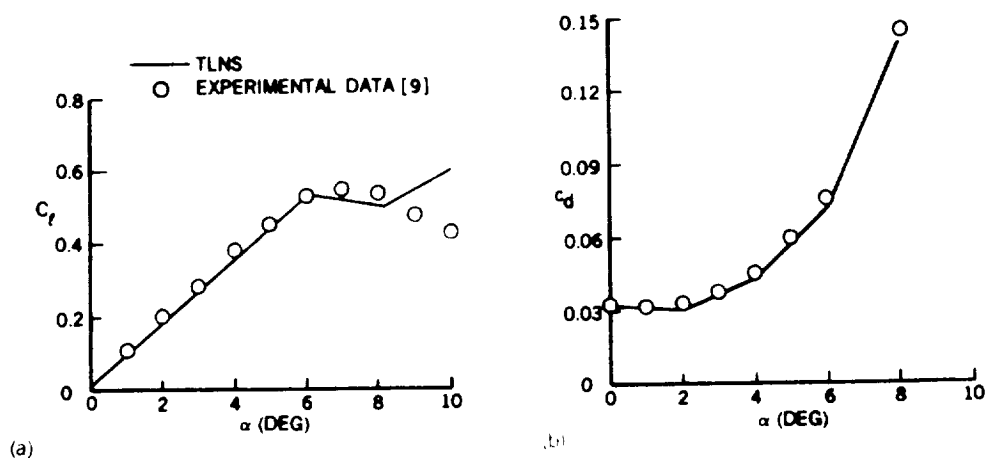 TLNS
EXPERIMENTAL DATA [9]
0.8
0.6
0.4
0.2
0
C_ℓ
0 2 4 6 8 10
α (DEG)
(a)
0.15
0.12
0.09
0.06
0.03
0
c_d
0 2 4 6 8 10
α (DEG)
(b)